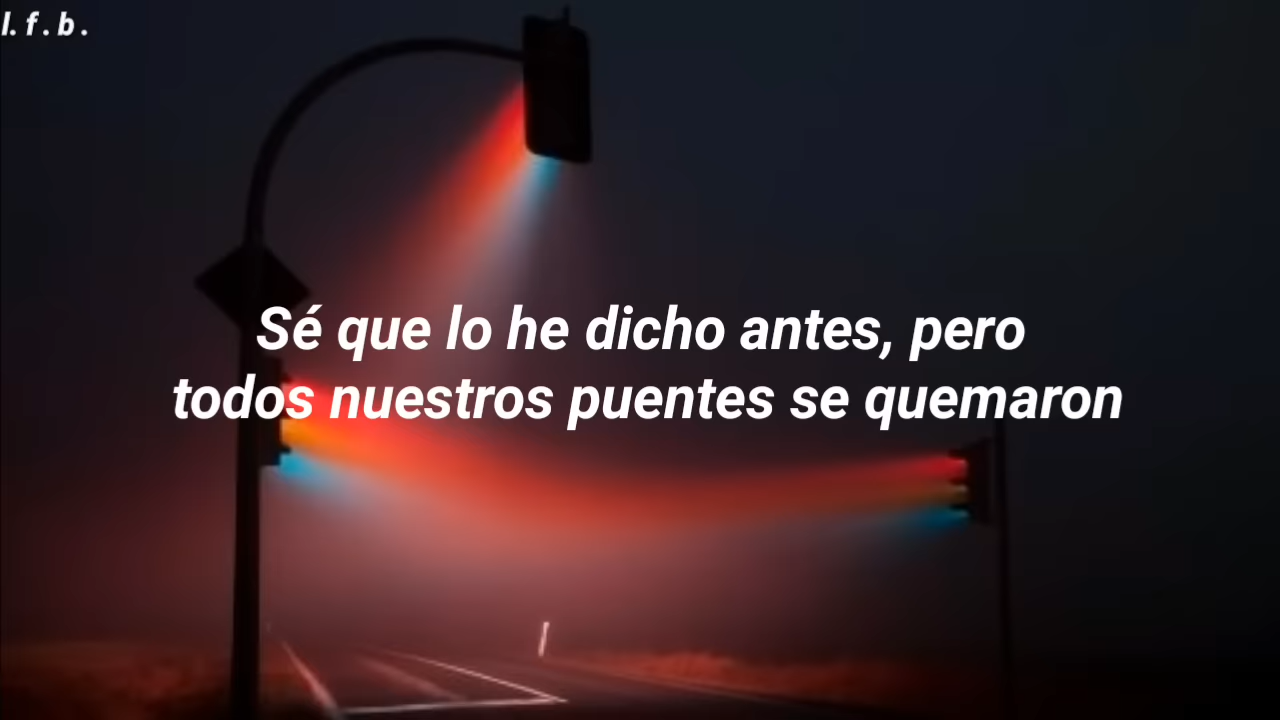 l. f. b.
Sé que lo he dicho antes, pero
todos nuestros puentes se quemaron